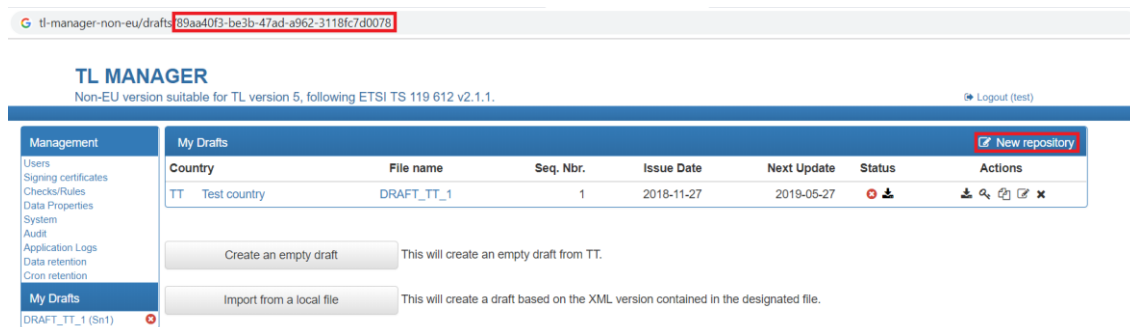 tl-manager-non-eu/drafts/89aa40f3-be3b-47ad-a962-3118fc7d0078
TL MANAGER
Non-EU version suitable for TL version 5, following ETSI TS 119 612 v2.1.1.
Logout (test)
Management
Users
Signing certificates
Checks/Rules
Data Properties
System
Audit
Application Logs
Data retention
Cron retention
My Drafts
DRAFT_TT_1 (Sn1)
My Drafts New repository
Country File name Seq. Nbr. Issue Date Next Update Status Actions
TT Test country DRAFT_TT_1 1 2018-11-27 2019-05-27
Create an empty draft This will create an empty draft from TT.
Import from a local file This will create a draft based on the XML version contained in the designated file.